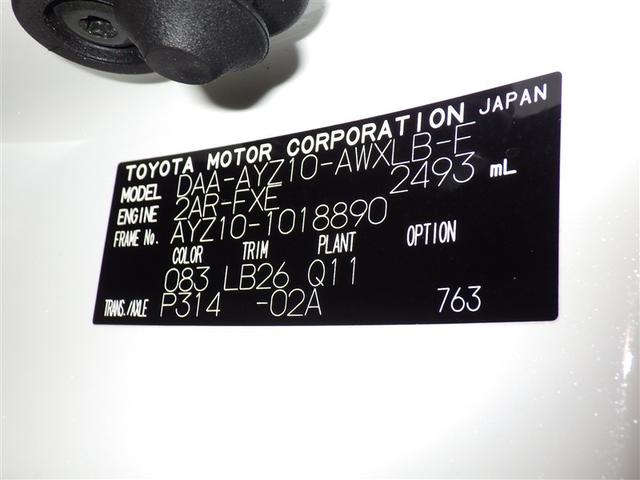 TOYOTA MOTOR CORPORATION JAPAN
MODEL DAA-AYZ10-AWXLB-E
ENGINE 2AR-FXE 2493 mL
FRAME No. AYZ10-1018890
COLOR TRIM PLANT OPTION
083 LB26 Q11
TRANS./AXLE P314 -02A 763